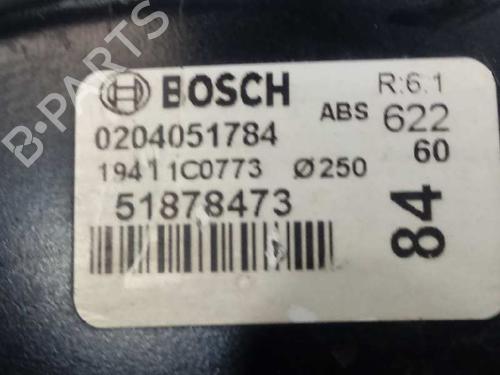 BOSCH
R:6.1
0204051784
ABS 622
19411C0773 Ø250
60
51878473
84
B-PARTS